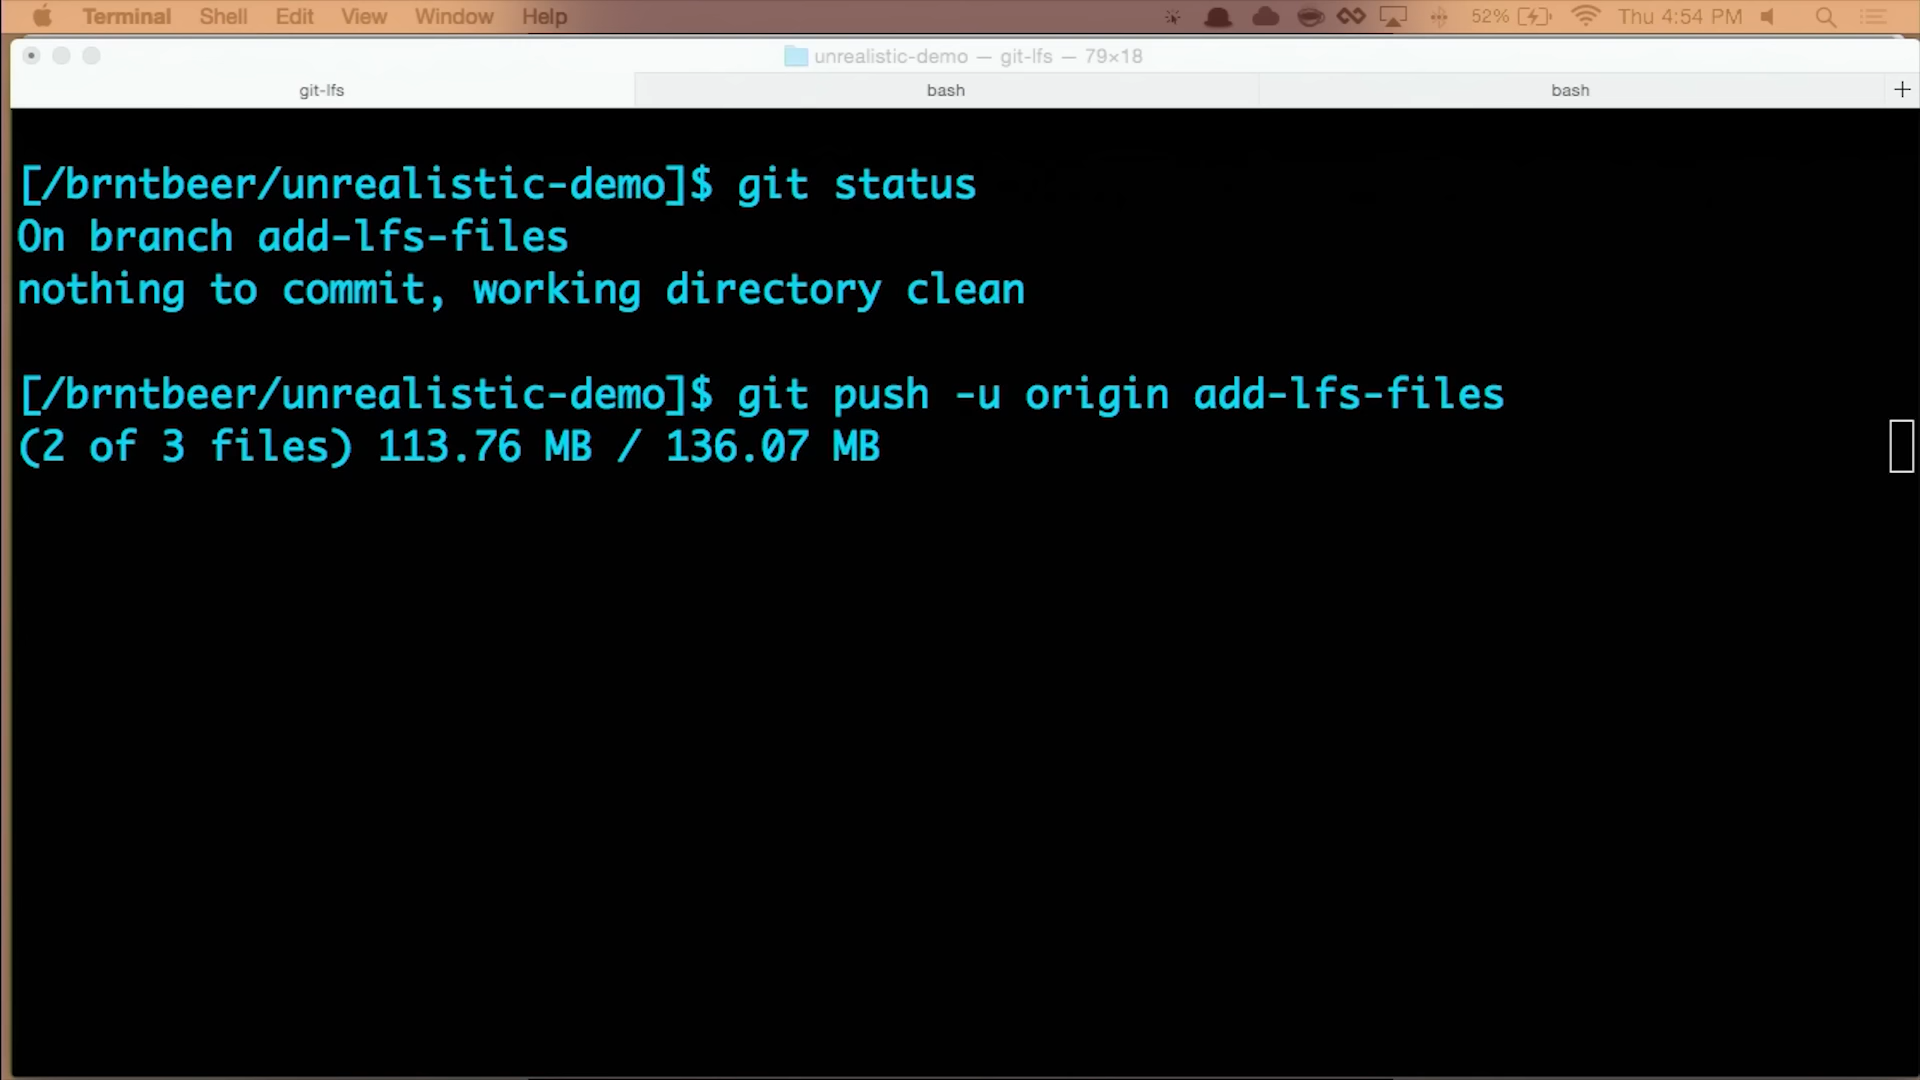 Terminal Shell Edit View Window Help 52% Thu 4:54 PM
unrealistic-demo — git-lfs — 79×18
git-lfs bash bash +
[/brntbeer/unrealistic-demo]$ git status
On branch add-lfs-files
nothing to commit, working directory clean
[/brntbeer/unrealistic-demo]$ git push -u origin add-lfs-files
(2 of 3 files) 113.76 MB / 136.07 MB